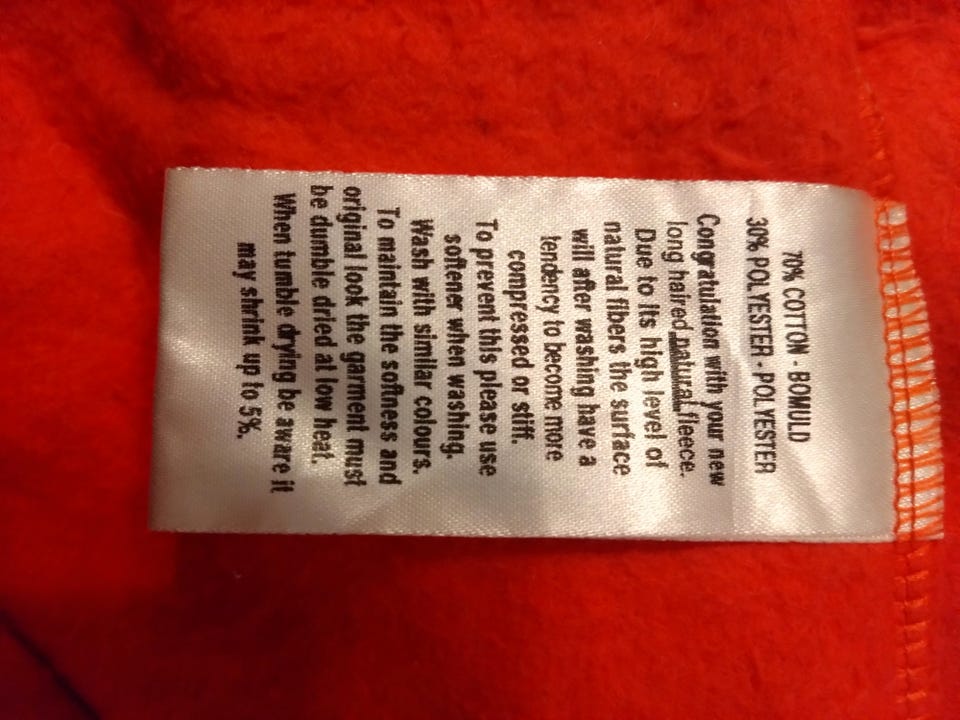 70% COTTON - BOMULD
30% POLYESTER - POLYESTER
Congratulation with your new
long haired natural fleece.
Due to its high level of
natural fibers the surface
will after washing have a
tendency to become more
compressed or stiff.
To prevent this please use
softener when washing.
Wash with similar colours.
To maintain the softness and
original look the garment must
be dumble dried at low heat.
When tumble drying be aware it
may shrink up to 5%.